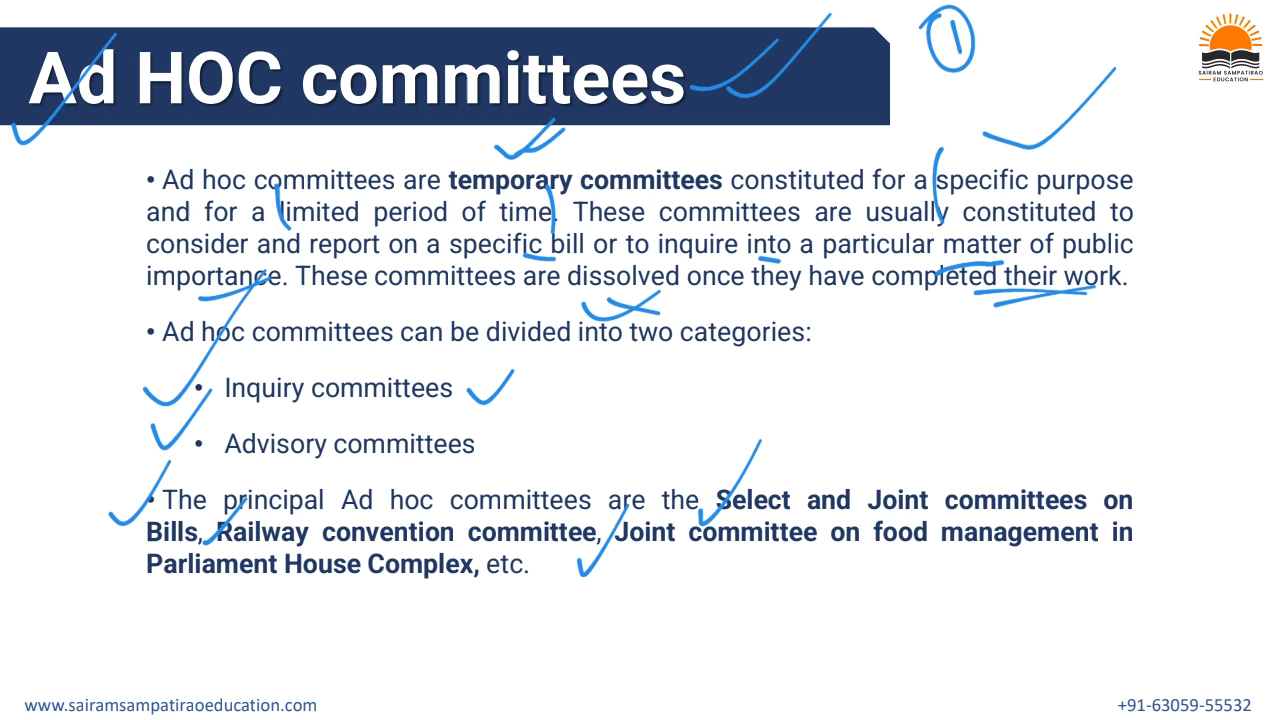 Ad HOC committees
1
SAIRAM SAMPATIRAO
EDUCATION
• Ad hoc committees are temporary committees constituted for a specific purpose
and for a limited period of time. These committees are usually constituted to
consider and report on a specific bill or to inquire into a particular matter of public
importance. These committees are dissolved once they have completed their work.
• Ad hoc committees can be divided into two categories:
• Inquiry committees
• Advisory committees
• The principal Ad hoc committees are the Select and Joint committees on
Bills, Railway convention committee, Joint committee on food management in
Parliament House Complex, etc.
www.sairamsampatiraoeducation.com
+91-63059-55532